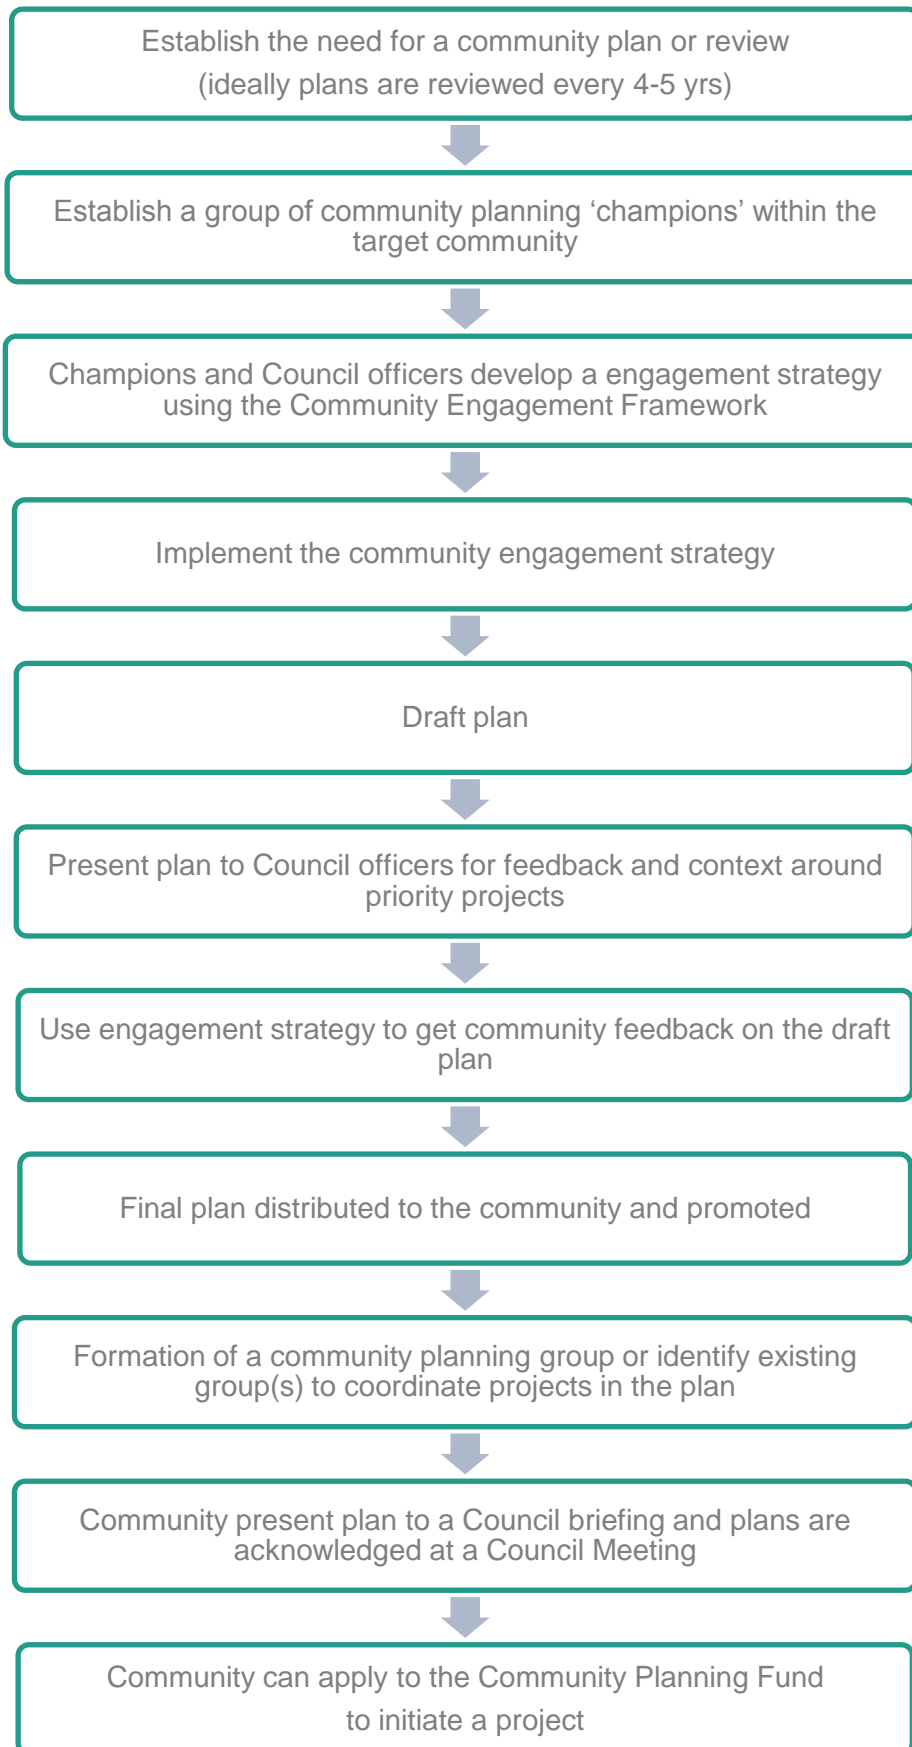 Establish the need for a community plan or review
(ideally plans are reviewed every 4-5 yrs)
Establish a group of community planning ‘champions’ within the
target community
Champions and Council officers develop a engagement strategy
using the Community Engagement Framework
Implement the community engagement strategy
Draft plan
Present plan to Council officers for feedback and context around
priority projects
Use engagement strategy to get community feedback on the draft
plan
Final plan distributed to the community and promoted
Formation of a community planning group or identify existing
group(s) to coordinate projects in the plan
Community present plan to a Council briefing and plans are
acknowledged at a Council Meeting
Community can apply to the Community Planning Fund
to initiate a project